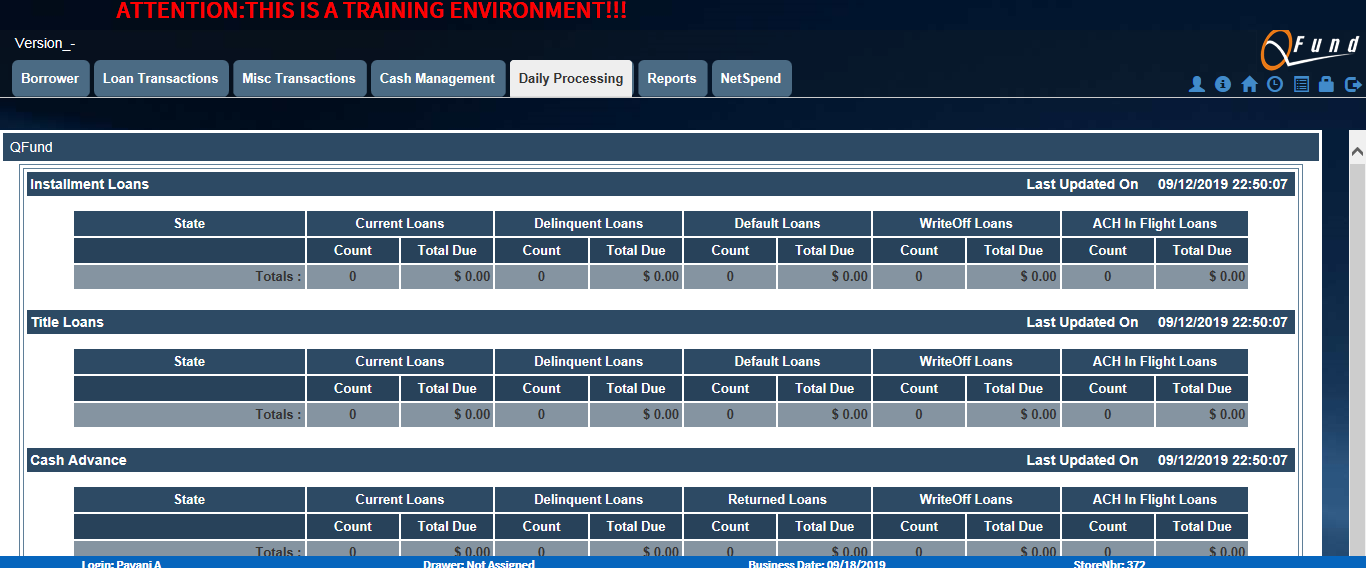 ATTENTION:THIS IS A TRAINING ENVIRONMENT!!!
Version_-
QFund
Borrower Loan Transactions Misc Transactions Cash Management Daily Processing Reports NetSpend
QFund
Installment Loans Last Updated On 09/12/2019 22:50:07
State Current Loans Delinquent Loans Default Loans WriteOff Loans ACH In Flight Loans
Count Total Due Count Total Due Count Total Due Count Total Due Count Total Due
Totals : 0 $ 0.00 0 $ 0.00 0 $ 0.00 0 $ 0.00 0 $ 0.00
Title Loans Last Updated On 09/12/2019 22:50:07
State Current Loans Delinquent Loans Default Loans WriteOff Loans ACH In Flight Loans
Count Total Due Count Total Due Count Total Due Count Total Due Count Total Due
Totals : 0 $ 0.00 0 $ 0.00 0 $ 0.00 0 $ 0.00 0 $ 0.00
Cash Advance Last Updated On 09/12/2019 22:50:07
State Current Loans Delinquent Loans Returned Loans WriteOff Loans ACH In Flight Loans
Count Total Due Count Total Due Count Total Due Count Total Due Count Total Due
Totals : 0 $ 0.00 0 $ 0.00 0 $ 0.00 0 $ 0.00 0 $ 0.00
Login: Pavani A Drawer: Not Assigned Business Date: 09/18/2019 StoreNbr: 372